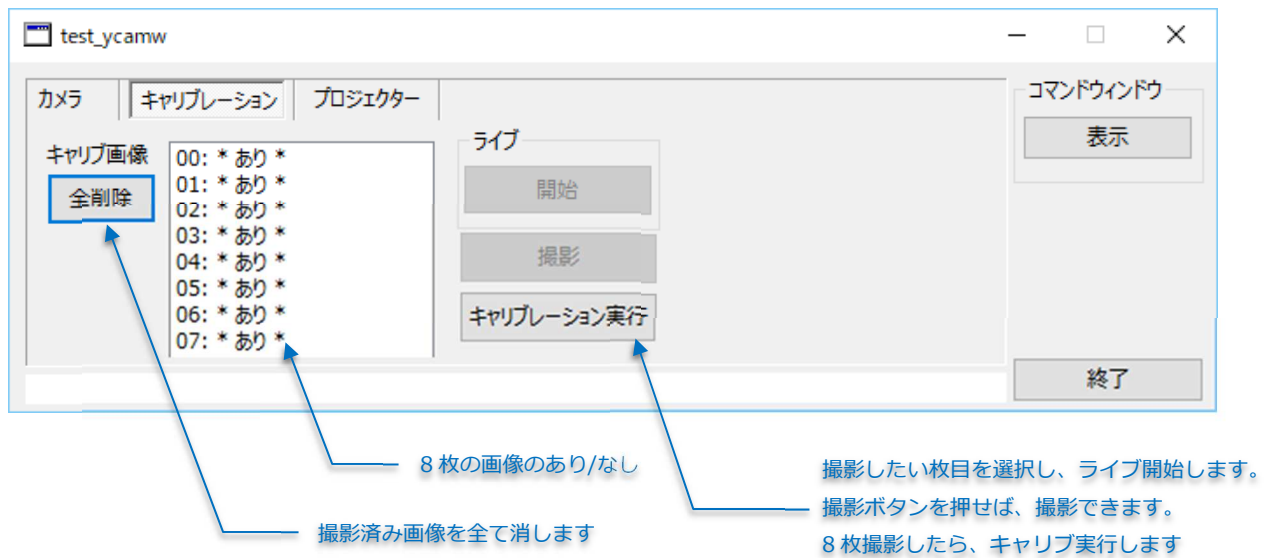 test_ycamw
カメラ
キャリブレーション
プロジェクター
コマンドウィンドウ
表示
キャリブ画像
全削除
00: * あり *
01: * あり *
02: * あり *
03: * あり *
04: * あり *
05: * あり *
06: * あり *
07: * あり *
ライブ
開始
撮影
キャリブレーション実行
終了
8 枚の画像のあり/なし
撮影済み画像を全て消します
撮影したい枚目を選択し、ライブ開始します。
撮影ボタンを押せば、撮影できます。
8 枚撮影したら、キャリブ実行します